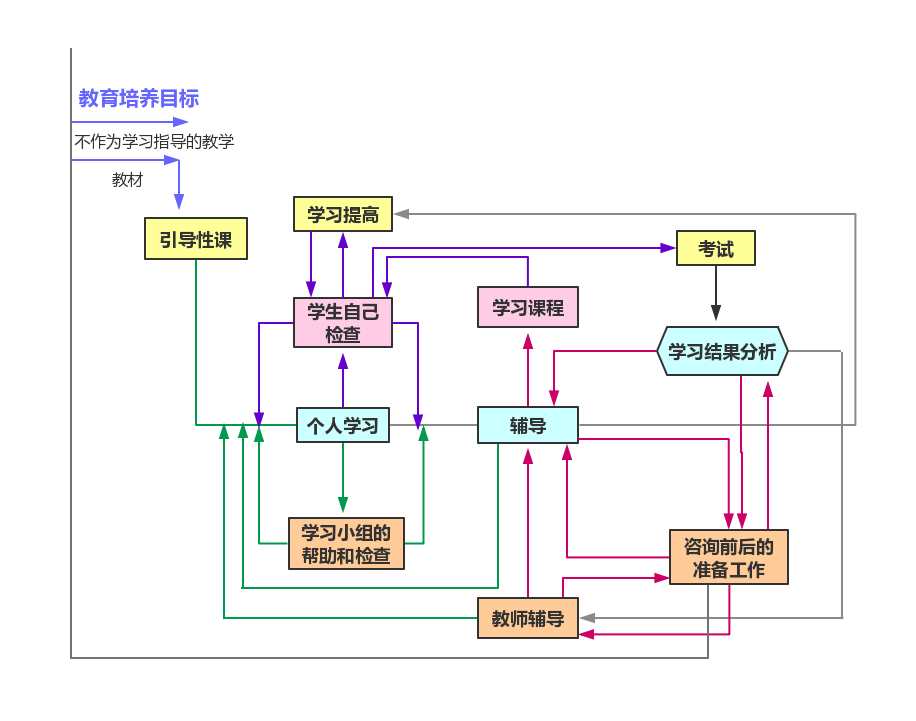 教育培养目标
不作为学习指导的教学
教材
引导性课
学习提高
考试
学生自己
检查
学习课程
学习结果分析
个人学习
辅导
学习小组的
帮助和检查
咨询前后的
准备工作
教师辅导